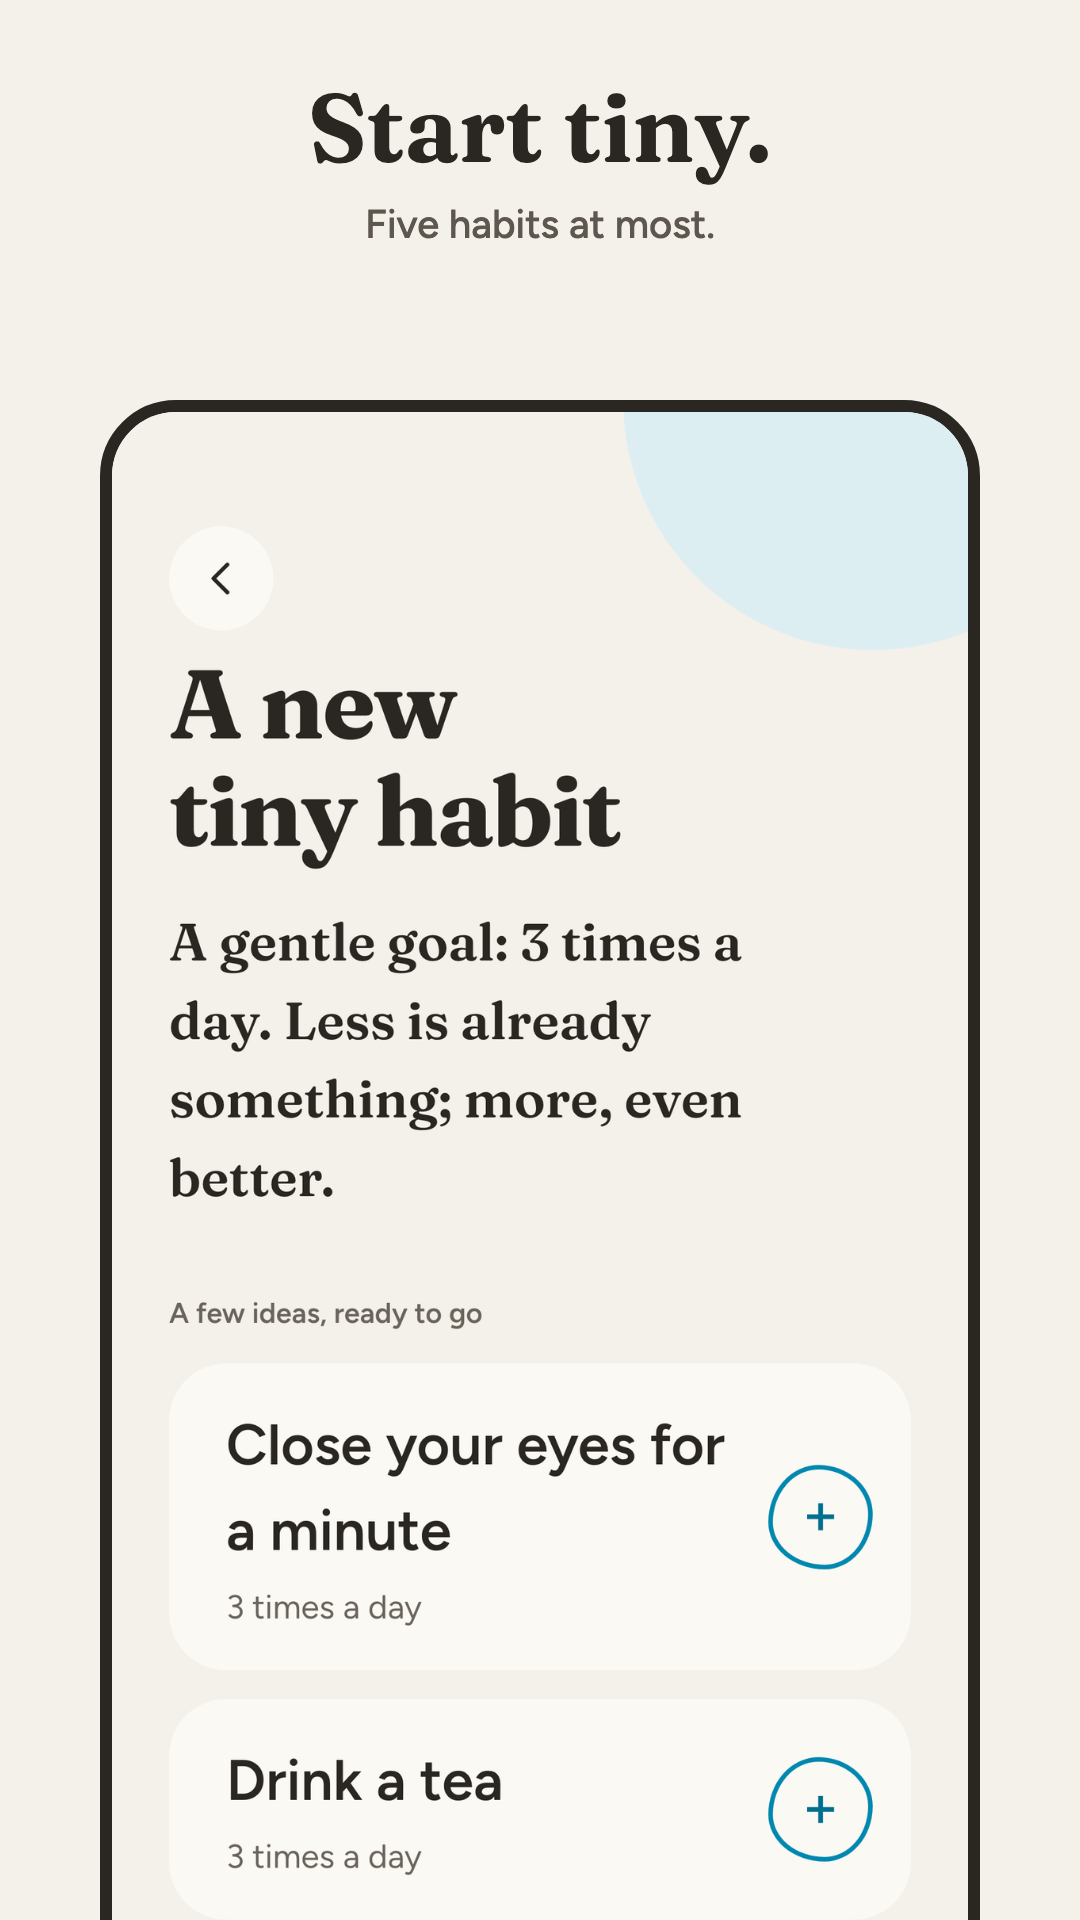 Start tiny.
Five habits at most.
A new
tiny habit
A gentle goal: 3 times a
day. Less is already
something; more, even
better.
A few ideas, ready to go
Close your eyes for
a minute
3 times a day
Drink a tea
3 times a day